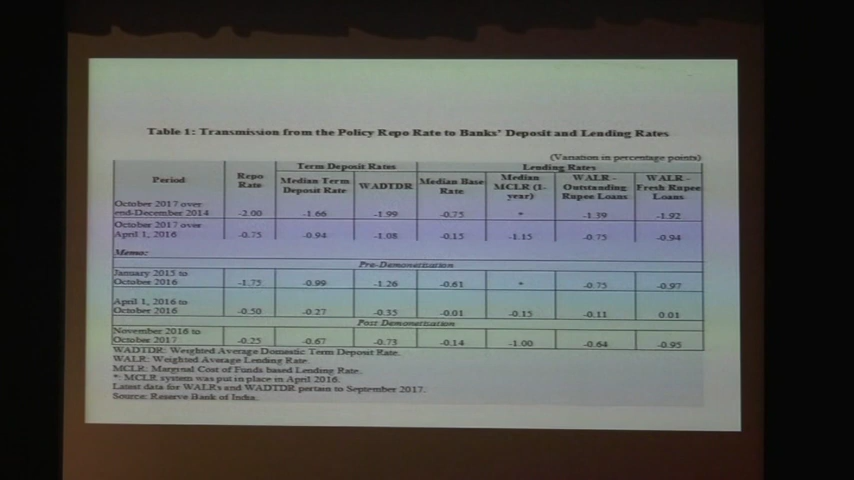 Table 1: Transmission from the Policy Repo Rate to Banks' Deposit and Lending Rates
(Variation in percentage points)
Period Repo Rate Term Deposit Rates Lending Rates
Median Term Deposit Rate WADTDR Median Base Rate Median MCLR (1-year) WALR - Outstanding Rupee Loans WALR - Fresh Rupee Loans
October 2017 over end-December 2014 -2.00 -1.66 -1.99 -0.75 * -1.39 -1.92
October 2017 over April 1, 2016 -0.75 -0.94 -1.08 -0.15 -1.15 -0.75 -0.94
Memo:
Pre-Demonetisation
January 2015 to October 2016 -1.75 -0.99 -1.26 -0.61 * -0.75 -0.97
April 1, 2016 to October 2016 -0.50 -0.27 -0.35 -0.01 -0.15 -0.11 0.01
Post Demonetisation
November 2016 to October 2017 -0.25 -0.67 -0.73 -0.14 -1.00 -0.64 -0.95
WADTDR: Weighted Average Domestic Term Deposit Rate.
WALR: Weighted Average Lending Rate.
MCLR: Marginal Cost of Funds based Lending Rate.
*: MCLR system was put in place in April 2016.
Latest data for WALRs and WADTDR pertain to September 2017.
Source: Reserve Bank of India.